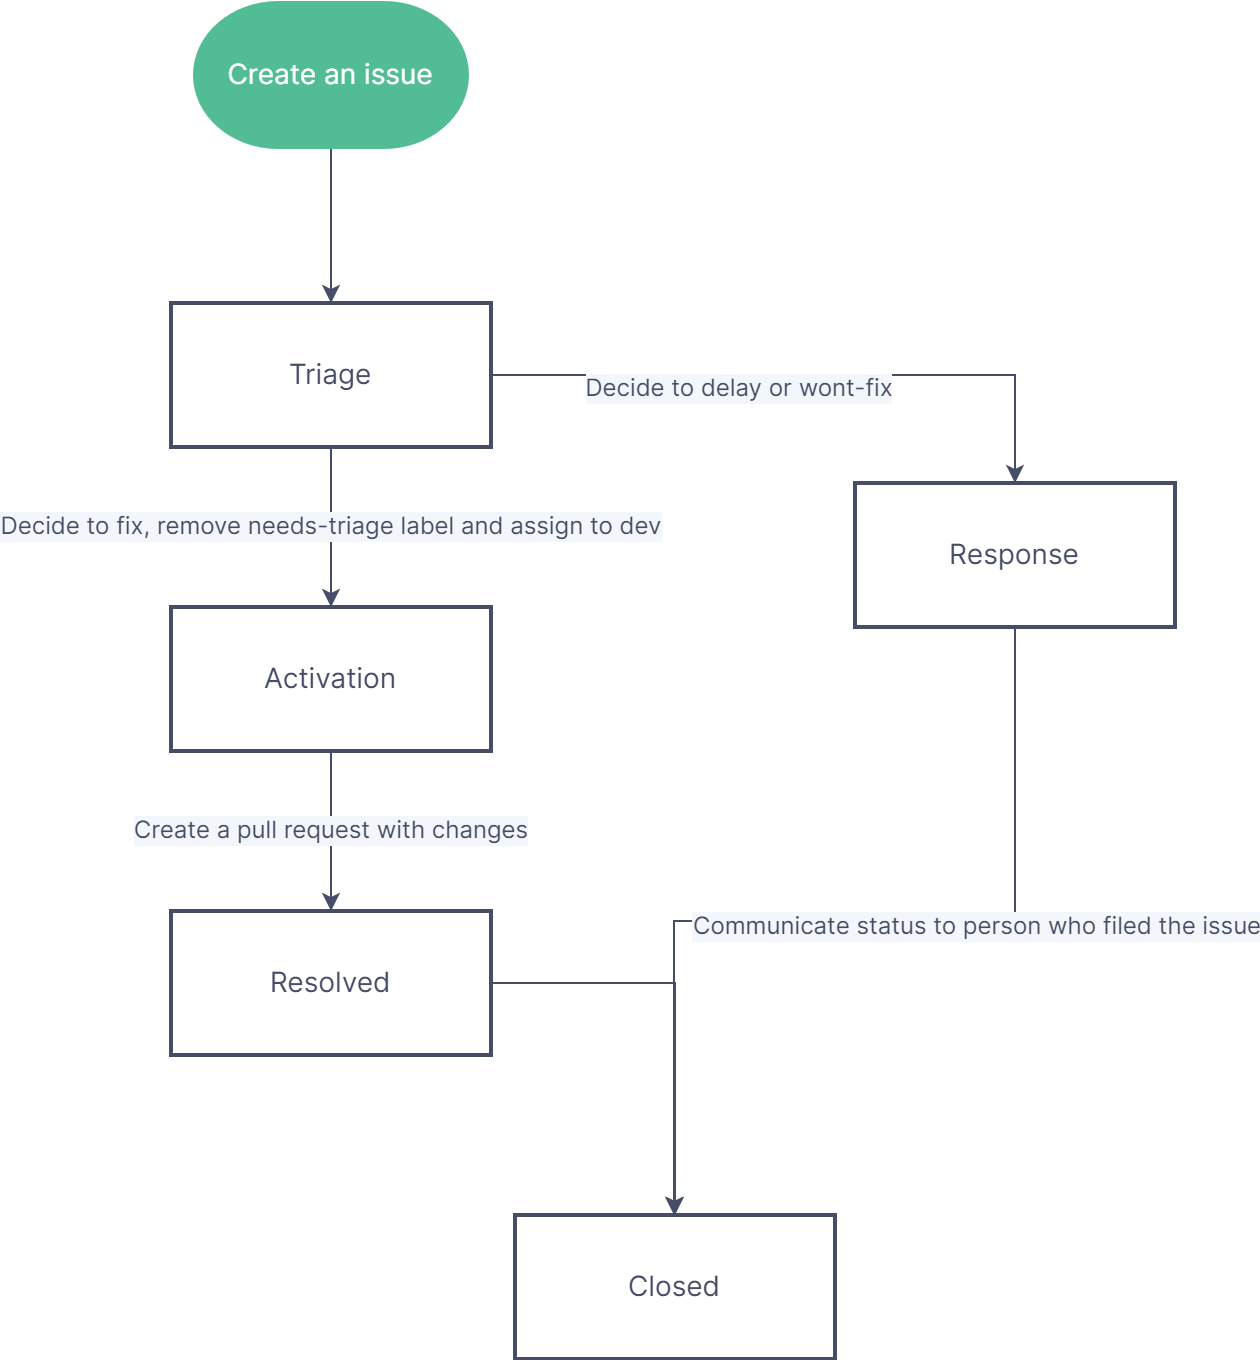 Create an issue
Triage
Decide to delay or wont-fix
Decide to fix, remove needs-triage label and assign to dev
Response
Activation
Create a pull request with changes
Communicate status to person who filed the issue
Resolved
Closed